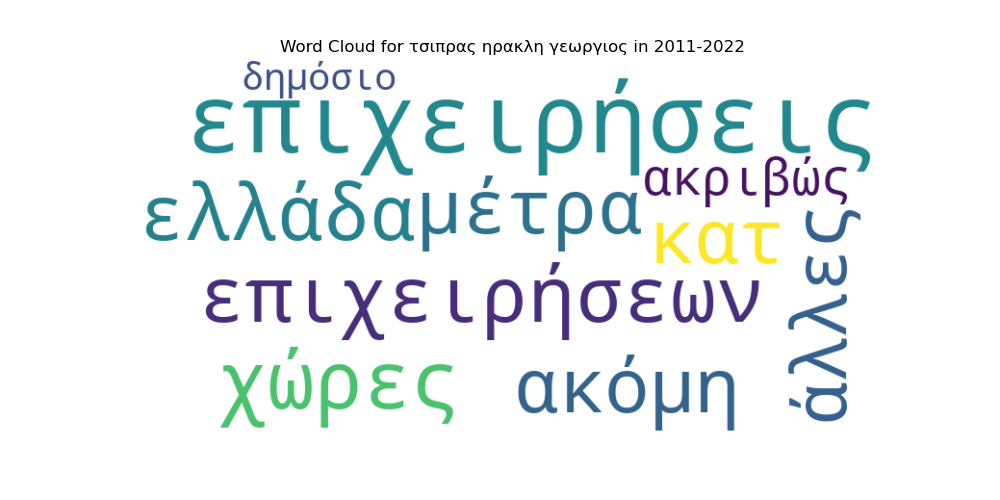 Word Cloud for τσιπρας ηρακλη γεωργιος in 2011-2022
δημόσιο
επιχειρήσεις
ακριβώς
ελλάδα
μέτρα
κατ
άλλες
επιχειρήσεων
χώρες
ακόμη